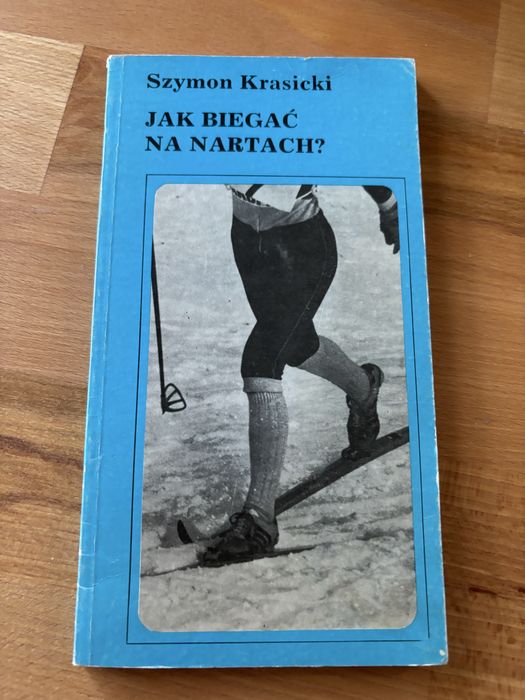 Szymon Krasicki
JAK BIEGAĆ
NA NARTACH?